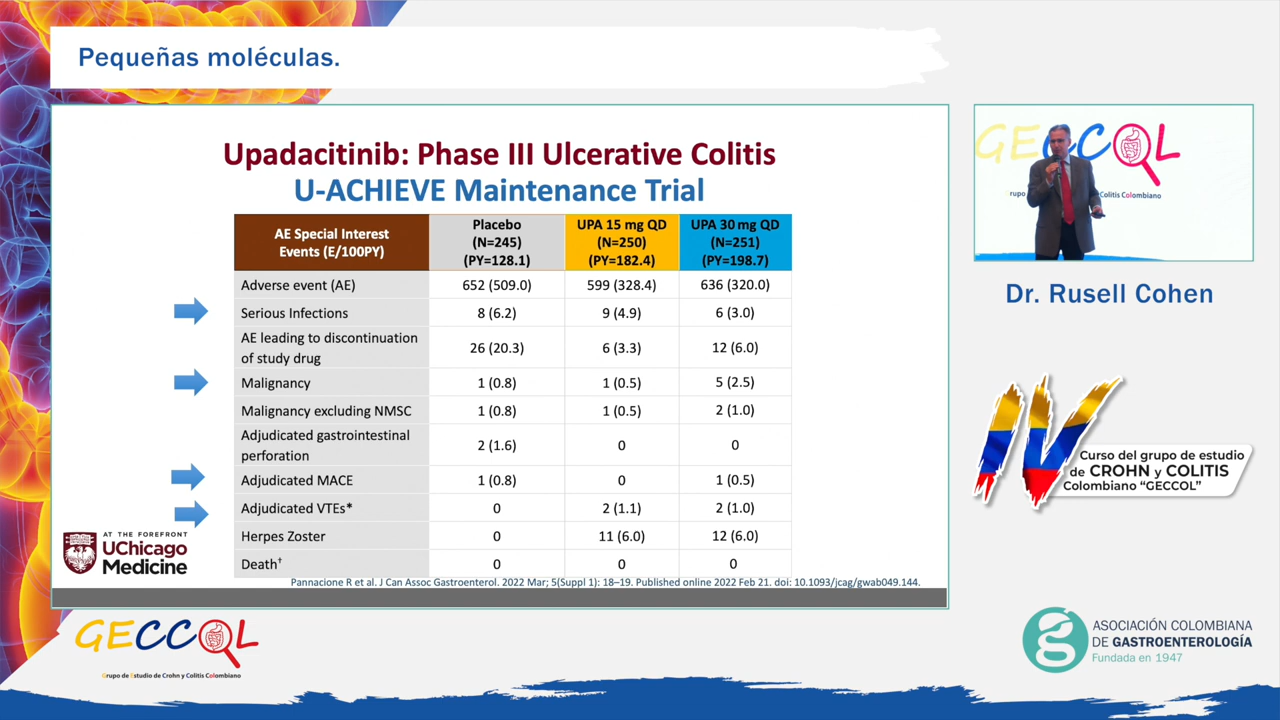 Pequeñas moléculas.
Upadacitinib: Phase III Ulcerative Colitis
U-ACHIEVE Maintenance Trial
AE Special Interest Events (E/100PY) Placebo (N=245) (PY=128.1) UPA 15 mg QD (N=250) (PY=182.4) UPA 30 mg QD (N=251) (PY=198.7)
Adverse event (AE) 652 (509.0) 599 (328.4) 636 (320.0)
Serious Infections 8 (6.2) 9 (4.9) 6 (3.0)
AE leading to discontinuation of study drug 26 (20.3) 6 (3.3) 12 (6.0)
Malignancy 1 (0.8) 1 (0.5) 5 (2.5)
Malignancy excluding NMSC 1 (0.8) 1 (0.5) 2 (1.0)
Adjudicated gastrointestinal perforation 2 (1.6) 0 0
Adjudicated MACE 1 (0.8) 0 1 (0.5)
Adjudicated VTEs* 0 2 (1.1) 2 (1.0)
Herpes Zoster 0 11 (6.0) 12 (6.0)
Death† 0 0 0
Pannacione R et al. J Can Assoc Gastroenterol. 2022 Mar; 5(Suppl 1): 18–19. Published online 2022 Feb 21. doi: 10.1093/jcag/gwab049.144.
AT THE FOREFRONT
UChicago
Medicine
GECCOL
rupo de
Colitis Colombiano
Dr. Rusell Cohen
IV
Curso del grupo de estudio
de CROHN y COLITIS
Colombiano “GECCOL”
GECCOL
Grupo de Estudio de Crohn y Colitis Colombiano
ASOCIACIÓN COLOMBIANA
DE GASTROENTEROLOGÍA
Fundada en 1947